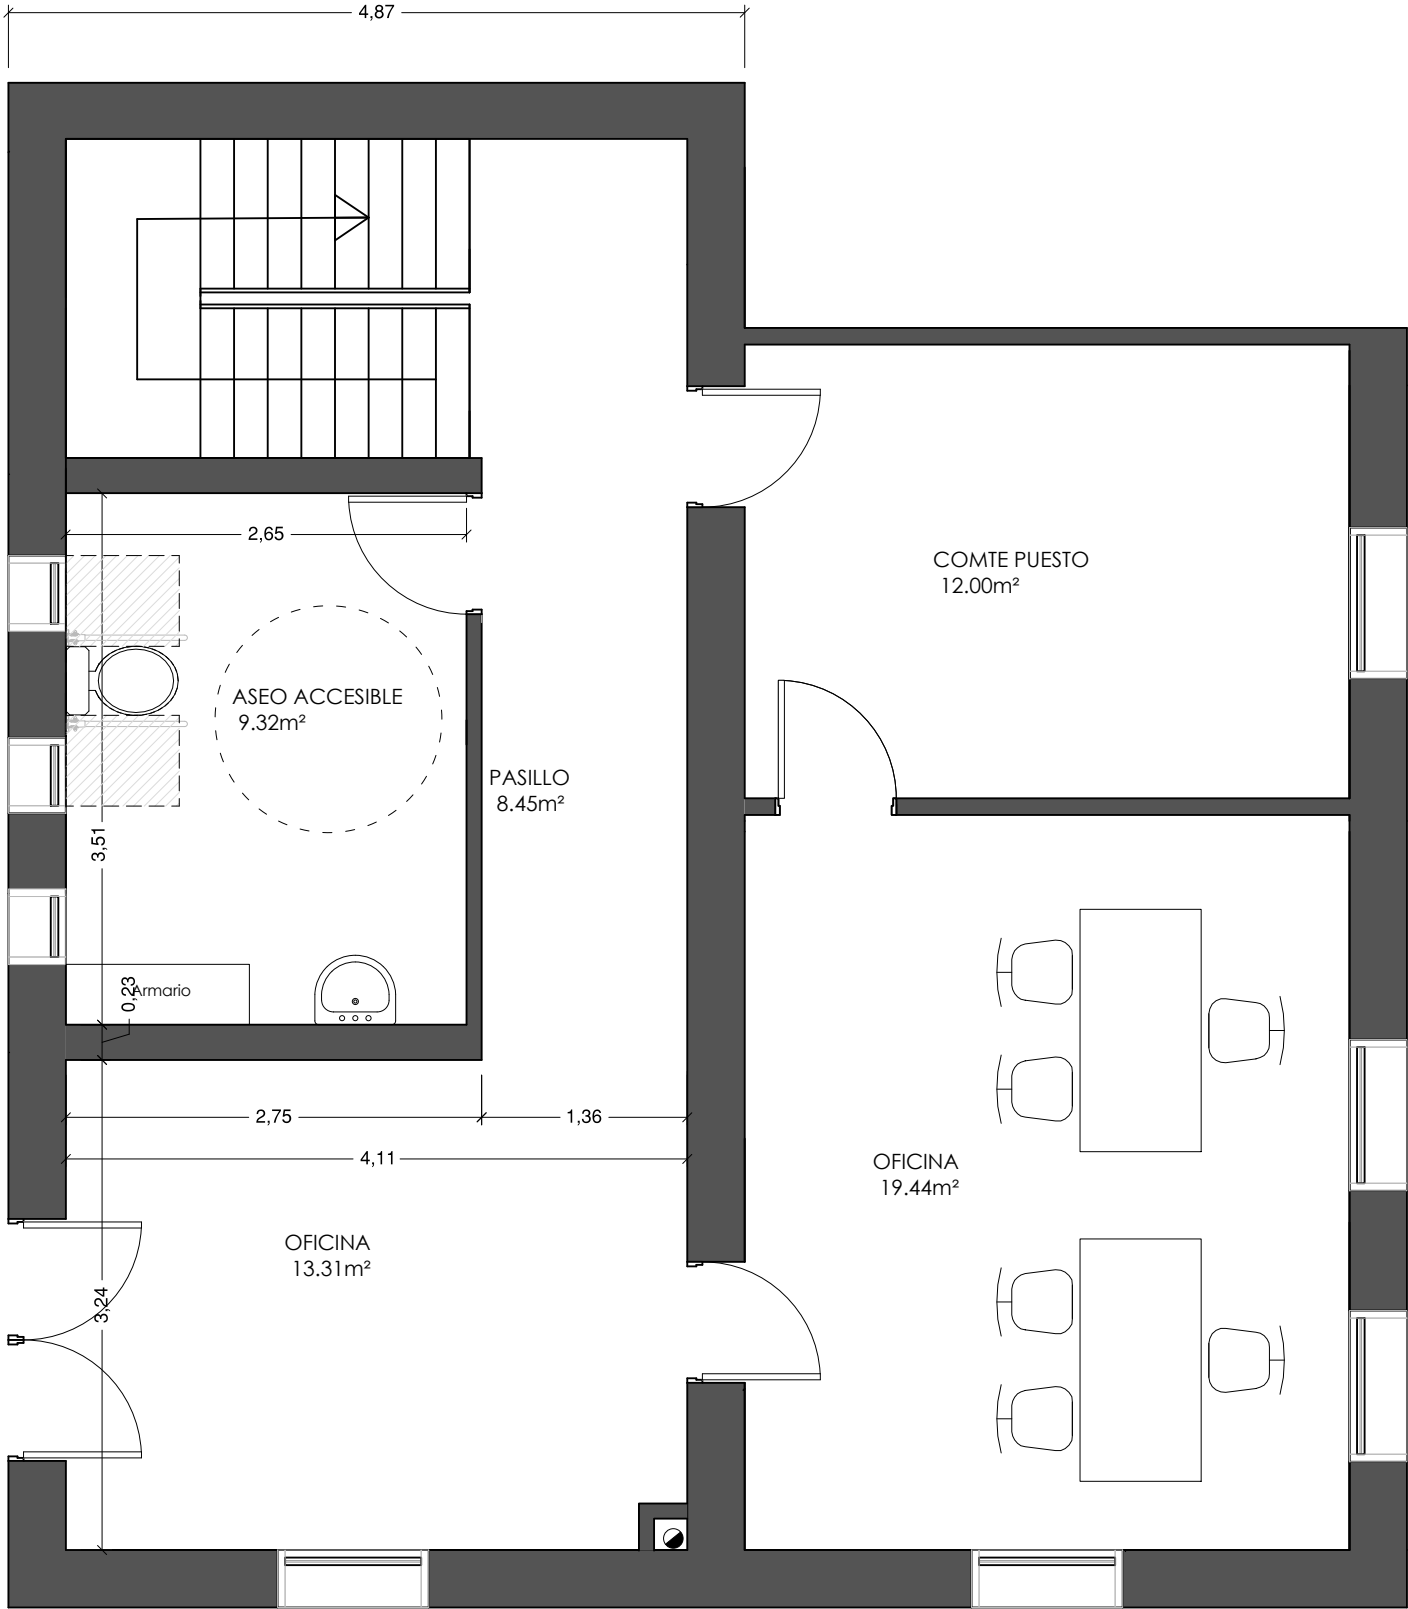 4,87
2,65
COMTE PUESTO
12.00m²
ASEO ACCESIBLE
9.32m²
PASILLO
8.45m²
3,51
0,23
Armario
2,75
1,36
4,11
OFICINA
19.44m²
OFICINA
13.31m²
3,24